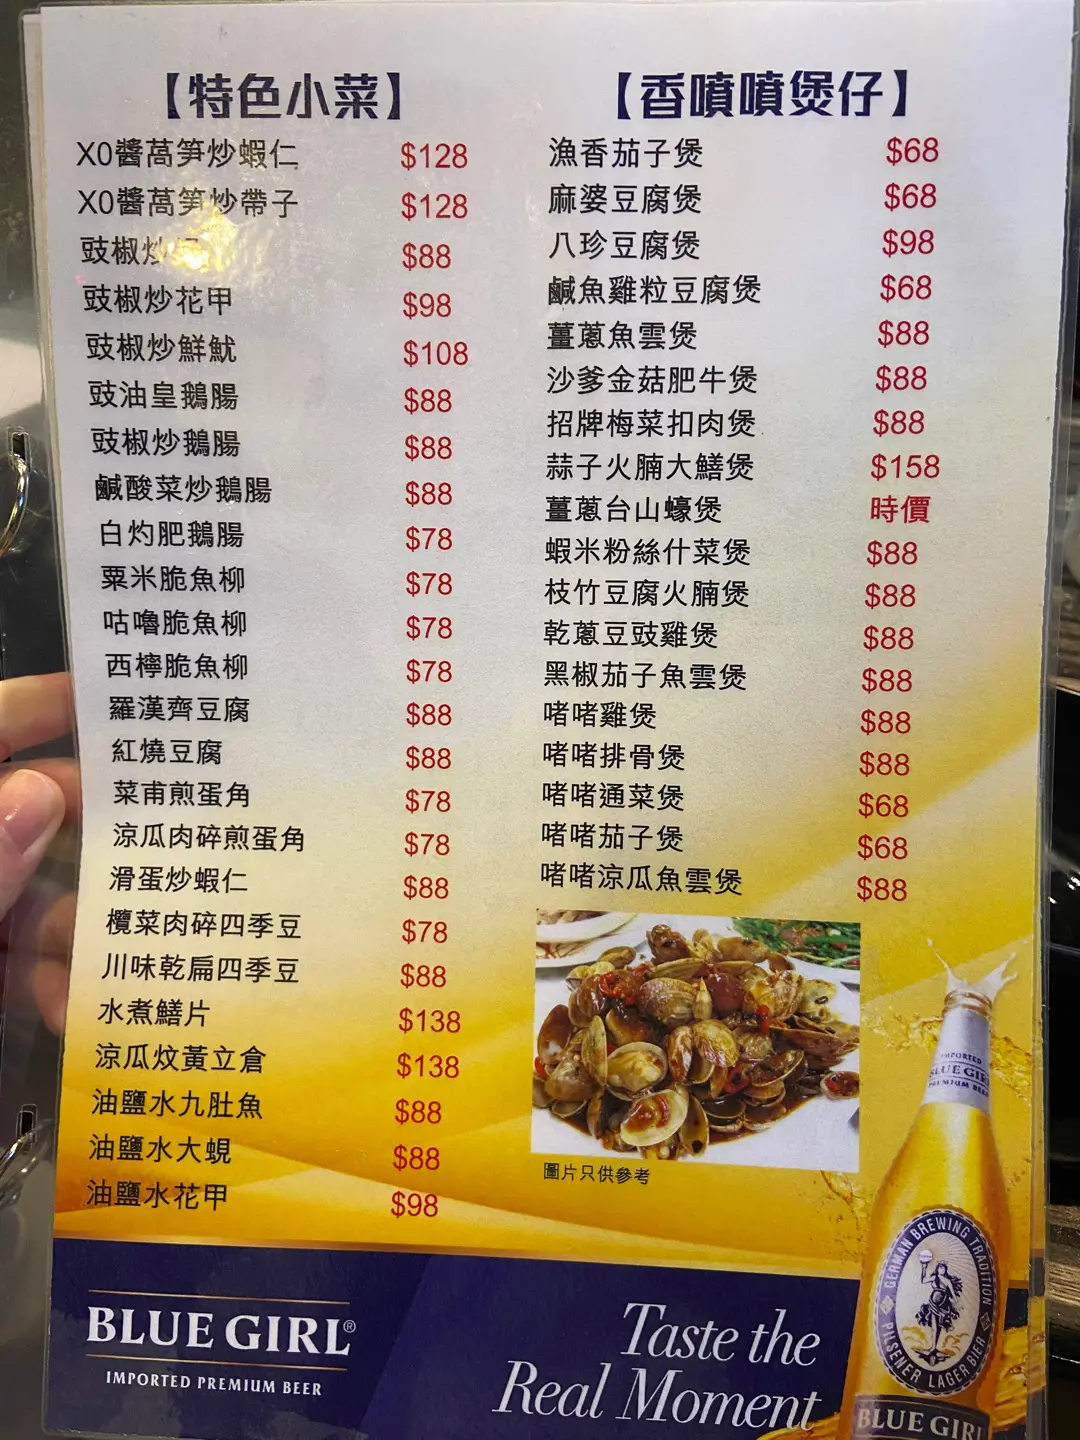 【特色小菜】
XO醬萵笋炒蝦仁 $128
XO醬萵笋炒帶子 $128
豉椒炒 $88
豉椒炒花甲 $98
豉椒炒鮮魷 $108
豉油皇鵝腸 $88
豉椒炒鵝腸 $88
鹹酸菜炒鵝腸 $88
白灼肥鵝腸 $78
粟米脆魚柳 $78
咕嚕脆魚柳 $78
西檸脆魚柳 $78
羅漢齊豆腐 $88
紅燒豆腐 $88
菜甫煎蛋角 $78
涼瓜肉碎煎蛋角 $78
滑蛋炒蝦仁 $88
欖菜肉碎四季豆 $78
川味乾扁四季豆 $88
水煮鱔片 $138
涼瓜炆黃立倉 $138
油鹽水九肚魚 $88
油鹽水大蜆 $88
油鹽水花甲 $98
【香噴噴煲仔】
漁香茄子煲 $68
麻婆豆腐煲 $68
八珍豆腐煲 $98
鹹魚雞粒豆腐煲 $68
薑蔥魚雲煲 $88
沙爹金菇肥牛煲 $88
招牌梅菜扣肉煲 $88
蒜子火腩大鱔煲 $158
薑蔥台山蠔煲 時價
蝦米粉絲什菜煲 $88
枝竹豆腐火腩煲 $88
乾蔥豆豉雞煲 $88
黑椒茄子魚雲煲 $88
啫啫雞煲 $88
啫啫排骨煲 $88
啫啫通菜煲 $68
啫啫茄子煲 $68
啫啫涼瓜魚雲煲 $88
圖片只供參考
BLUE GIRL®
IMPORTED PREMIUM BEER
Taste the
Real Moment
IMPORTED
BLUE GIRL
PREMIUM BEER
GERMAN BREWING TRADITION
PILSENER LAGER BIER
BLUE GIRL